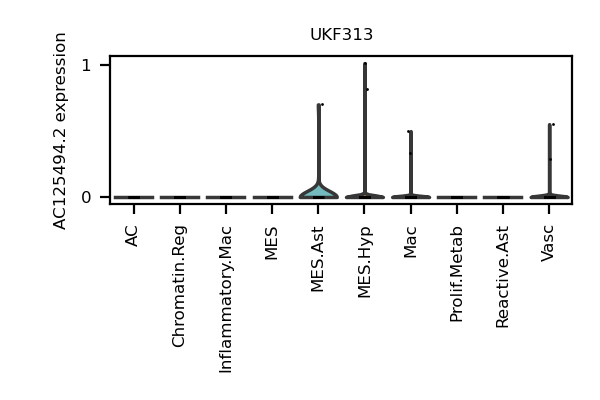 UKF313
AC125494.2 expression
1
0
AC
Chromatin.Reg
Inflammatory.Mac
MES
MES.Ast
MES.Hyp
Mac
Prolif.Metab
Reactive.Ast
Vasc